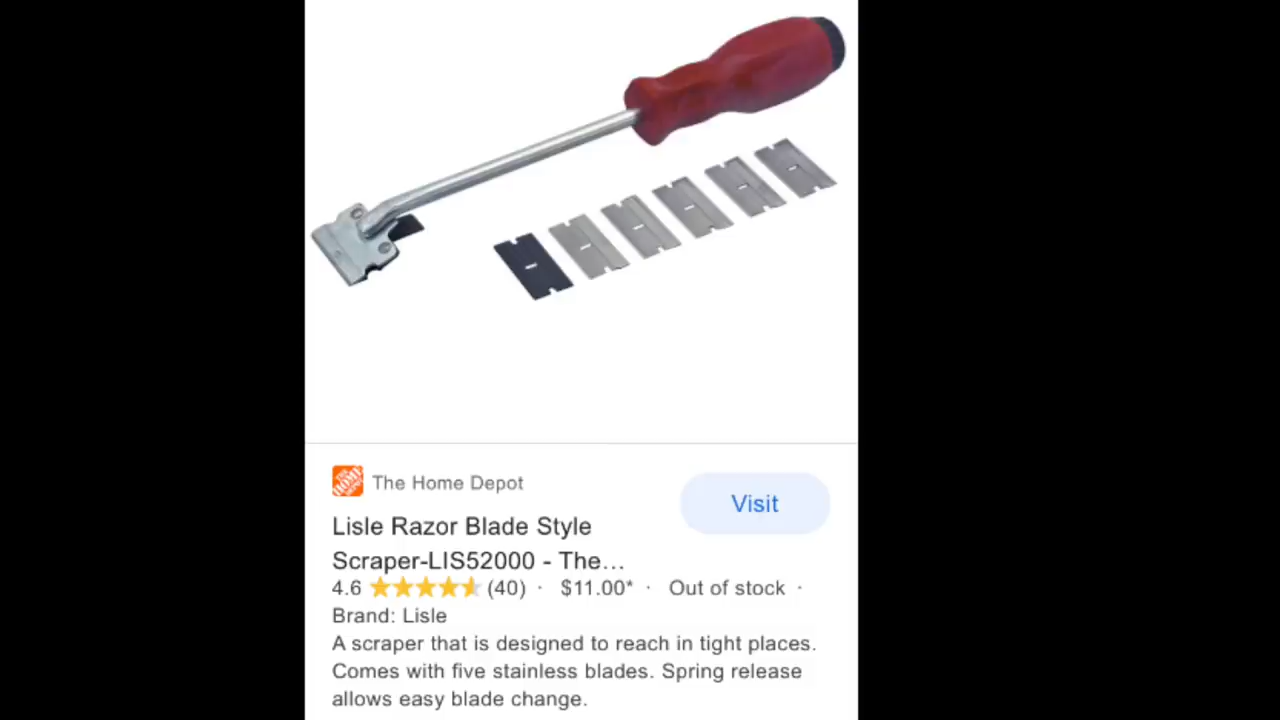 The Home Depot
Visit
Lisle Razor Blade Style
Scraper-LIS52000 - The...
4.6 (40) · $11.00* · Out of stock ·
Brand: Lisle
A scraper that is designed to reach in tight places.
Comes with five stainless blades. Spring release
allows easy blade change.